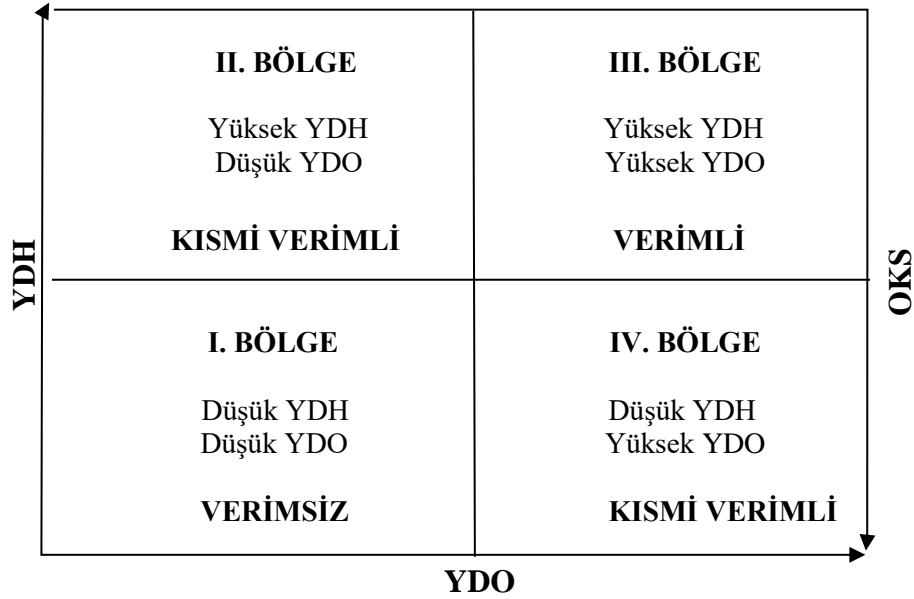 II. BÖLGE
Yüksek YDH
Düşük YDO
KISMİ VERİMLİ
III. BÖLGE
Yüksek YDH
Yüksek YDO
VERİMLİ
YDH
OKS
I. BÖLGE
Düşük YDH
Düşük YDO
VERİMSİZ
IV. BÖLGE
Düşük YDH
Yüksek YDO
KISMİ VERİMLİ
YDO